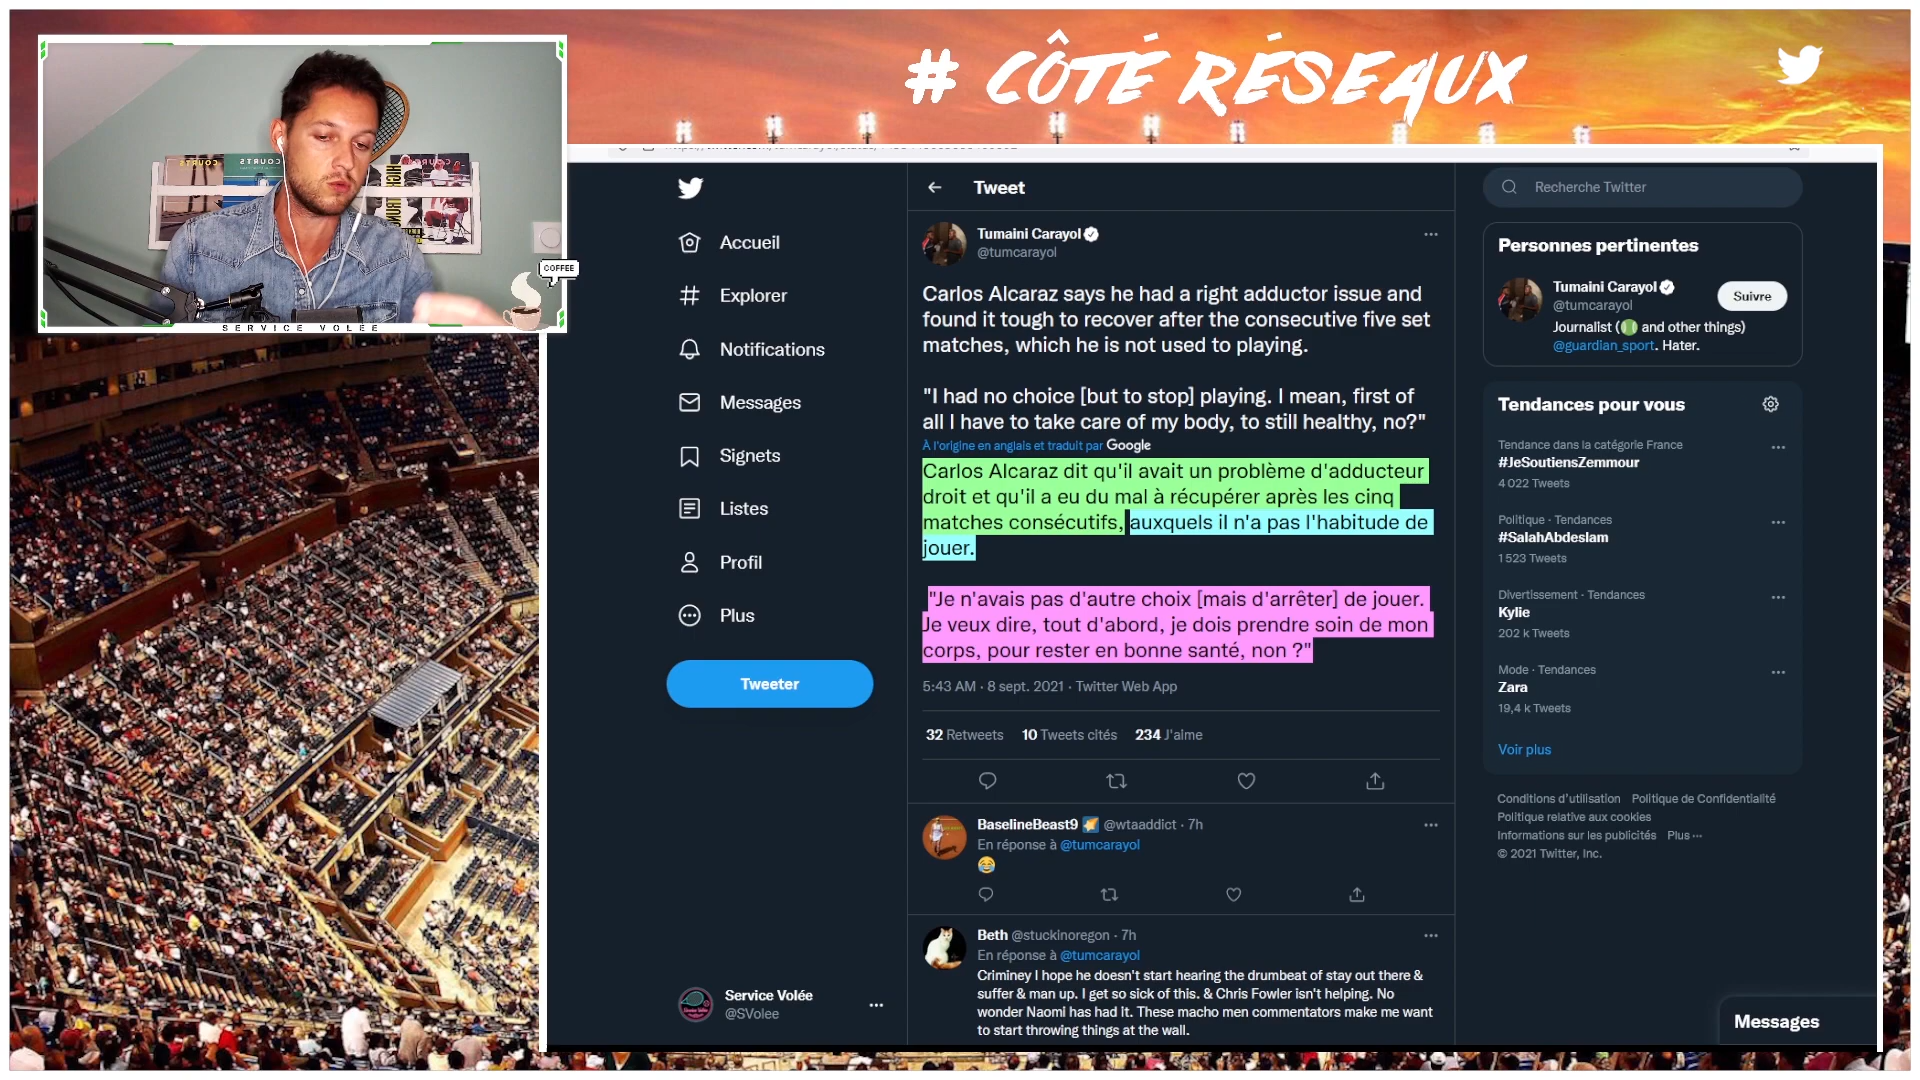 # CÔTÉ RÉSEAUX
COURTS
COFFEE
SERVICE VOLÉE
Accueil
Explorer
Notifications
Messages
Signets
Listes
Profil
Plus
Tweeter
Service Volée
@SVolee
Tweet
Tumaini Carayol
@tumcarayol
Carlos Alcaraz says he had a right adductor issue and
found it tough to recover after the consecutive five set
matches, which he is not used to playing.
"I had no choice [but to stop] playing. I mean, first of
all I have to take care of my body, to still healthy, no?"
À l'origine en anglais et traduit par Google
Carlos Alcaraz dit qu'il avait un problème d'adducteur
droit et qu'il a eu du mal à récupérer après les cinq
matches consécutifs, auxquels il n'a pas l'habitude de
jouer.
"Je n'avais pas d'autre choix [mais d'arrêter] de jouer.
Je veux dire, tout d'abord, je dois prendre soin de mon
corps, pour rester en bonne santé, non ?"
5:43 AM · 8 sept. 2021 · Twitter Web App
32 Retweets 10 Tweets cités 234 J'aime
BaselineBeast9 @wtaaddict · 7h
En réponse à @tumcarayol
😂
Beth @stuckinoregon · 7h
En réponse à @tumcarayol
Criminey I hope he doesn't start hearing the drumbeat of stay out there &
suffer & man up. I get so sick of this. & Chris Fowler isn't helping. No
wonder Naomi has had it. These macho men commentators make me want
to start throwing things at the wall.
Recherche Twitter
Personnes pertinentes
Tumaini Carayol
@tumcarayol
Suivre
Journalist (🎾 and other things)
@guardian_sport. Hater.
Tendances pour vous
Tendance dans la catégorie France
#JeSoutiensZemmour
4 022 Tweets
Politique · Tendances
#SalahAbdeslam
1 523 Tweets
Divertissement · Tendances
Kylie
202 k Tweets
Mode · Tendances
Zara
19,4 k Tweets
Voir plus
Conditions d'utilisation Politique de Confidentialité
Politique relative aux cookies
Informations sur les publicités Plus ···
© 2021 Twitter, Inc.
Messages